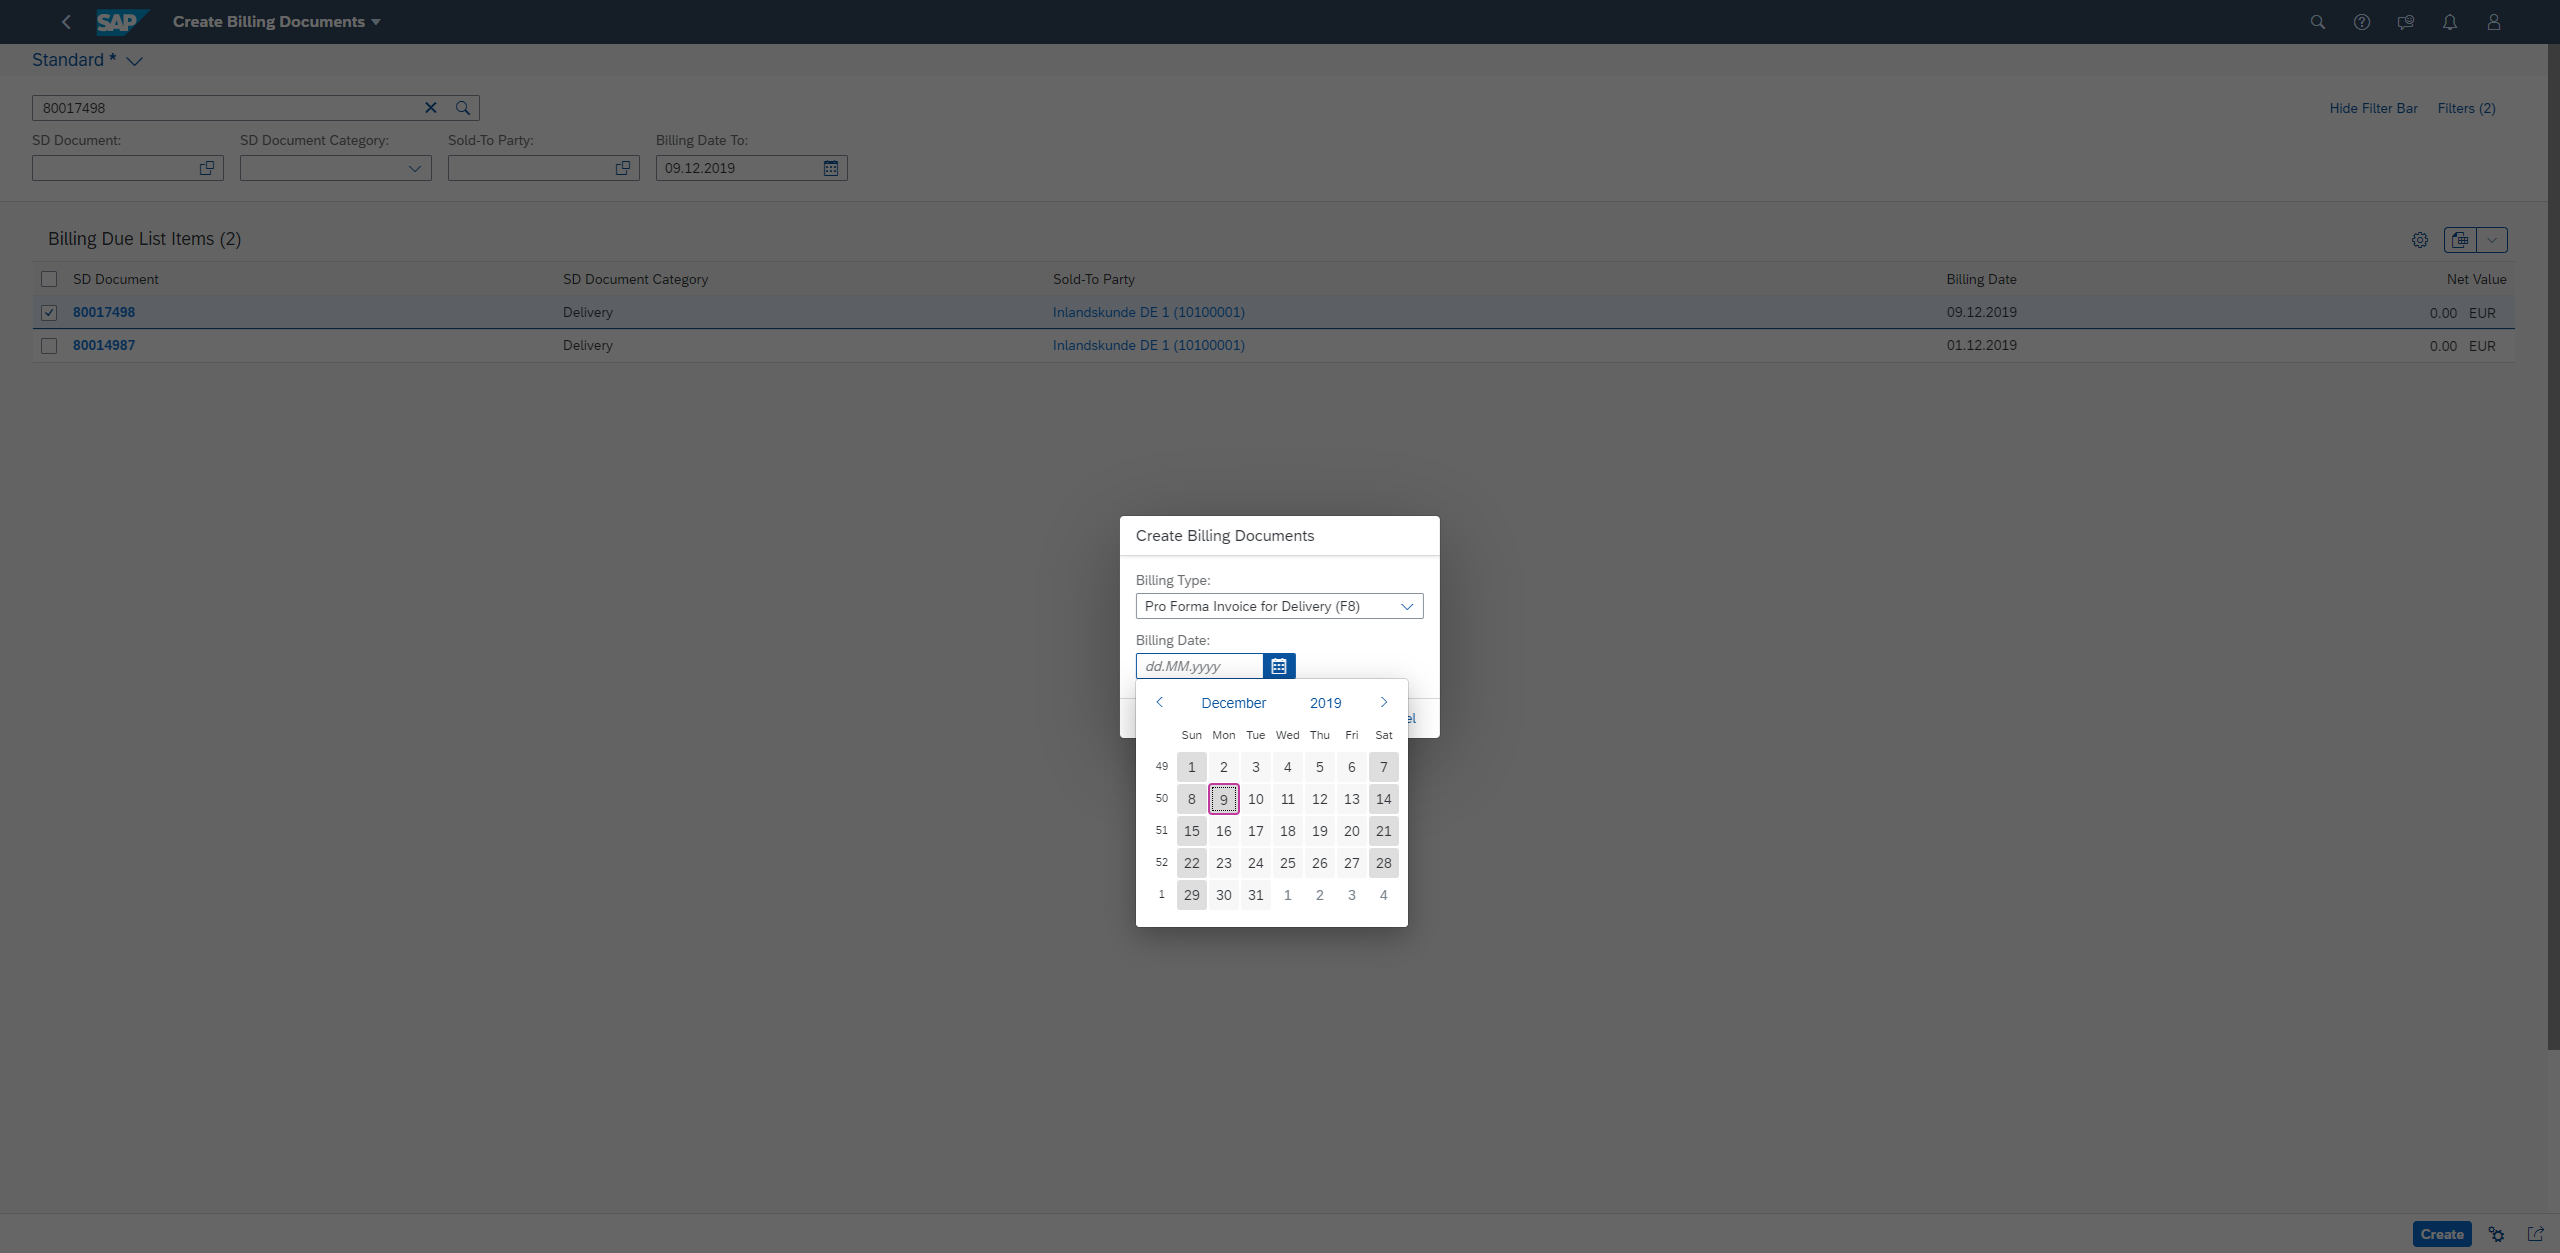 SAP Create Billing Documents
Standard *
80017498
Hide Filter Bar Filters (2)
SD Document: SD Document Category: Sold-To Party: Billing Date To:
09.12.2019
Billing Due List Items (2)
SD Document SD Document Category Sold-To Party Billing Date Net Value
80017498 Delivery Inlandskunde DE 1 (10100001) 09.12.2019 0.00 EUR
80014987 Delivery Inlandskunde DE 1 (10100001) 01.12.2019 0.00 EUR
Create Billing Documents
Billing Type:
Pro Forma Invoice for Delivery (F8)
Billing Date:
dd.MM.yyyy
December 2019
el
Sun Mon Tue Wed Thu Fri Sat
49 1 2 3 4 5 6 7
50 8 9 10 11 12 13 14
51 15 16 17 18 19 20 21
52 22 23 24 25 26 27 28
1 29 30 31 1 2 3 4
Create